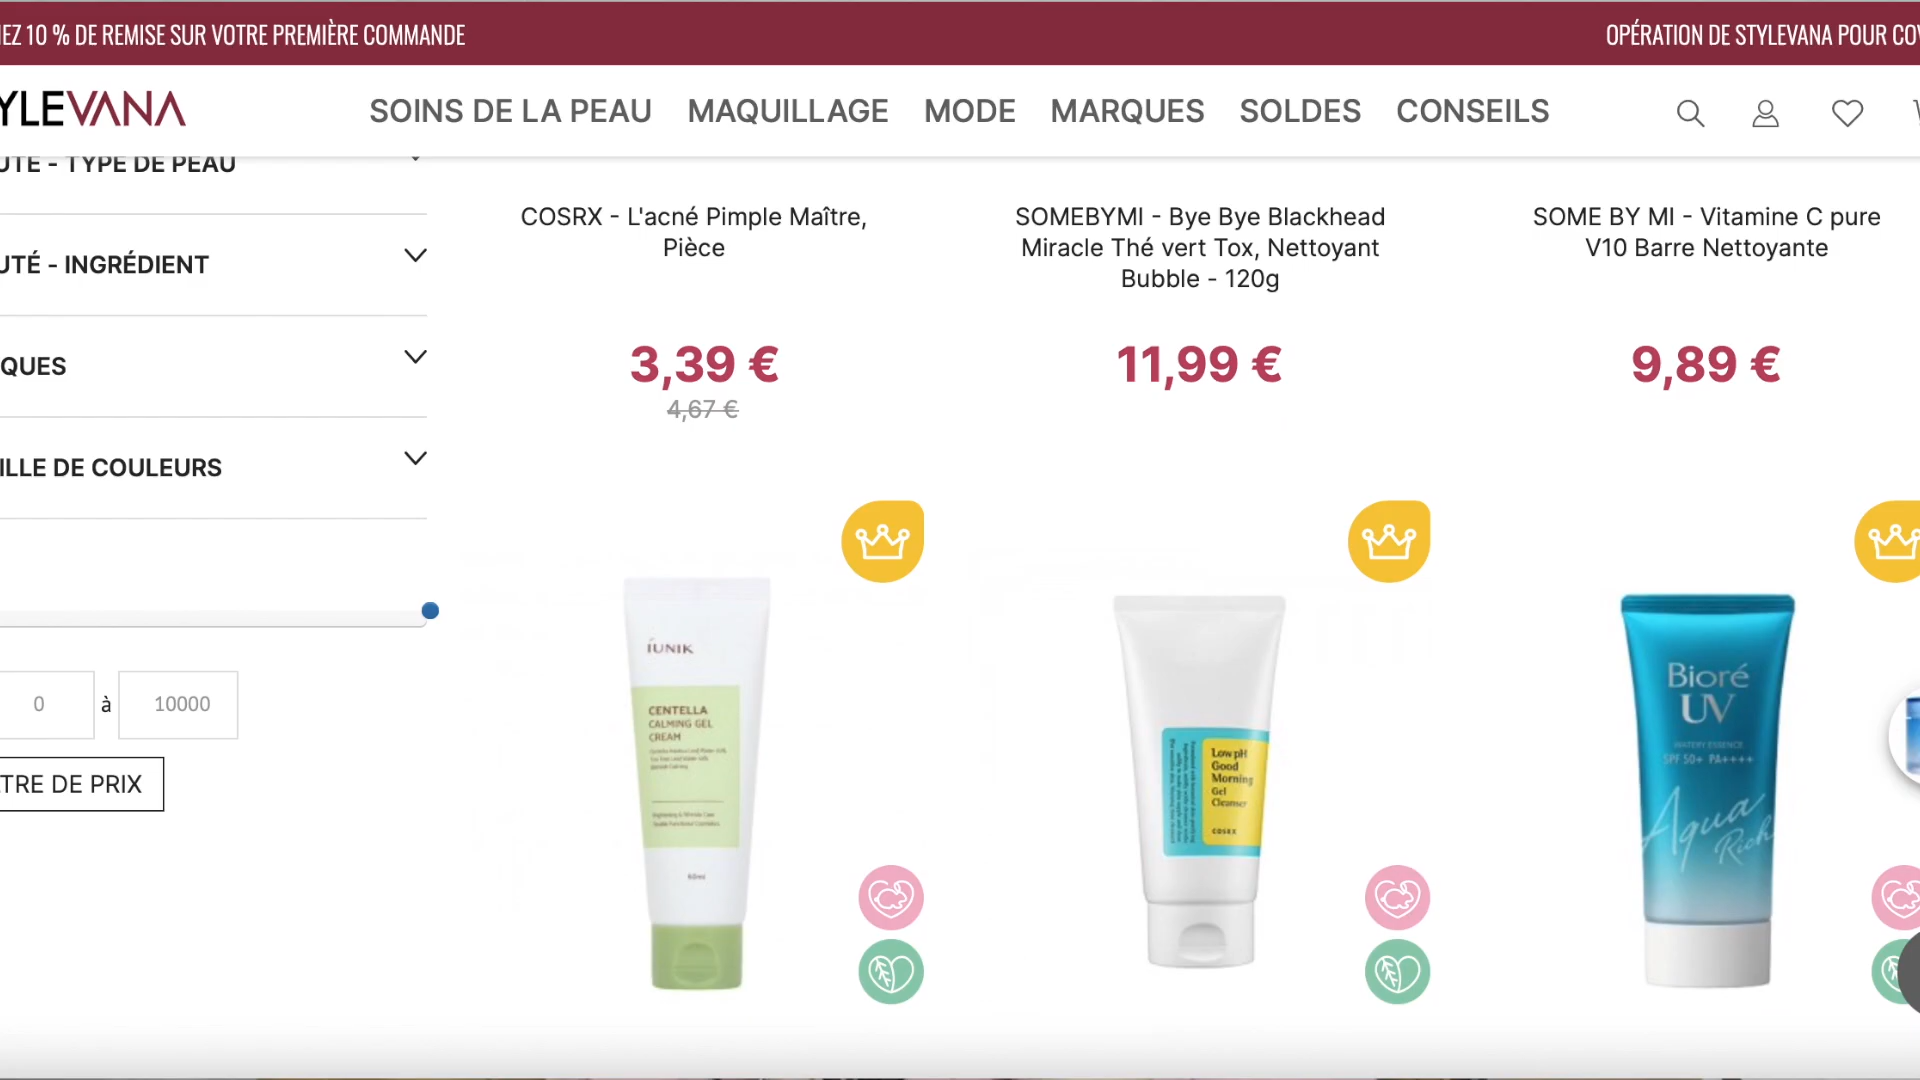 EZ 10 % DE REMISE SUR VOTRE PREMIÈRE COMMANDE
OPÉRATION DE STYLEVANA POUR CO
YLEVANA
SOINS DE LA PEAU
MAQUILLAGE
MODE
MARQUES
SOLDES
CONSEILS
UTÉ - TYPE DE PEAU
UTÉ - INGRÉDIENT
QUES
ILLE DE COULEURS
0 à 10000
TRE DE PRIX
COSRX - L'acné Pimple Maître,
Pièce
3,39 €
4,67 €
SOMEBYMI - Bye Bye Blackhead
Miracle Thé vert Tox, Nettoyant
Bubble - 120g
11,99 €
SOME BY MI - Vitamine C pure
V10 Barre Nettoyante
9,89 €
iUNIK
CENTELLA
CALMING GEL
CREAM
60ml
Low pH
Good
Morning
Gel
Cleanser
COSRX
Bioré
UV
WATERY ESSENCE
SPF 50+ PA++++
Aqua
Rich